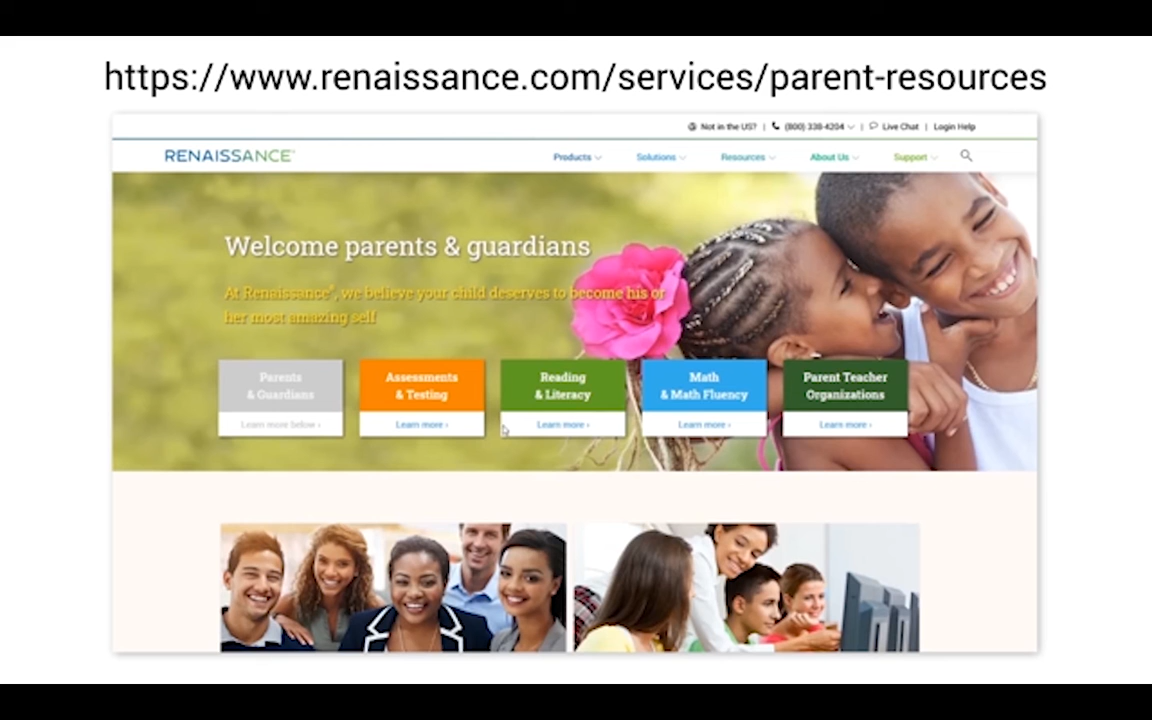 https://www.renaissance.com/services/parent-resources
Not in the US? | (800) 338-4204 | Live Chat | Login Help
RENAISSANCE®
Products Solutions Resources About Us Support
Welcome parents & guardians
At Renaissance®, we believe your child deserves to become his or
her most amazing self
Parents
& Guardians
Learn more below ›
Assessments
& Testing
Learn more ›
Reading
& Literacy
Learn more ›
Math
& Math Fluency
Learn more ›
Parent Teacher
Organizations
Learn more ›